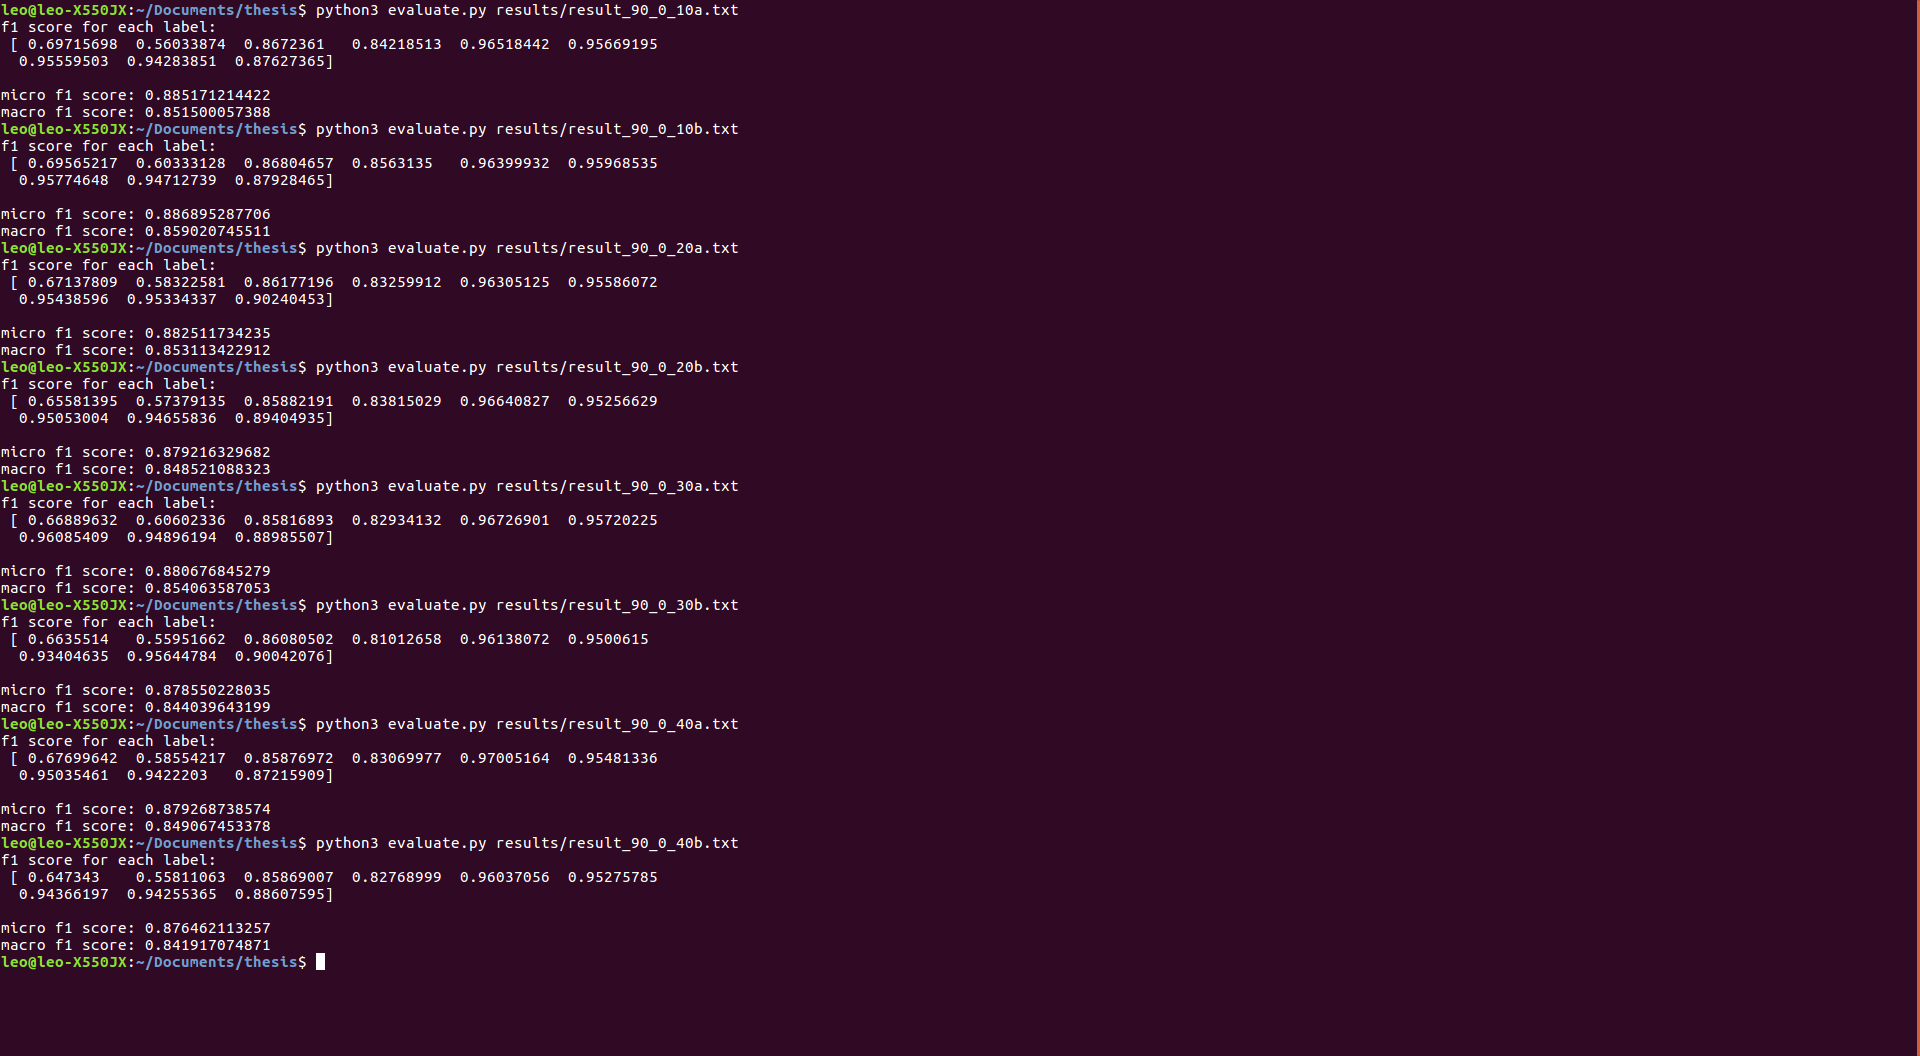 leo@leo-X550JX:~/Documents/thesis$ python3 evaluate.py results/result_90_0_10a.txt
f1 score for each label:
 [ 0.69715698  0.56033874  0.8672361   0.84218513  0.96518442  0.95669195
  0.95559503  0.94283851  0.87627365]

micro f1 score: 0.885171214422
macro f1 score: 0.851500057388
leo@leo-X550JX:~/Documents/thesis$ python3 evaluate.py results/result_90_0_10b.txt
f1 score for each label:
 [ 0.69565217  0.60333128  0.86804657  0.8563135   0.96399932  0.95968535
  0.95774648  0.94712739  0.87928465]

micro f1 score: 0.886895287706
macro f1 score: 0.859020745511
leo@leo-X550JX:~/Documents/thesis$ python3 evaluate.py results/result_90_0_20a.txt
f1 score for each label:
 [ 0.67137809  0.58322581  0.86177196  0.83259912  0.96305125  0.95586072
  0.95438596  0.95334337  0.90240453]

micro f1 score: 0.882511734235
macro f1 score: 0.853113422912
leo@leo-X550JX:~/Documents/thesis$ python3 evaluate.py results/result_90_0_20b.txt
f1 score for each label:
 [ 0.65581395  0.57379135  0.85882191  0.83815029  0.96640827  0.95256629
  0.95053004  0.94655836  0.89404935]

micro f1 score: 0.879216329682
macro f1 score: 0.848521088323
leo@leo-X550JX:~/Documents/thesis$ python3 evaluate.py results/result_90_0_30a.txt
f1 score for each label:
 [ 0.66889632  0.60602336  0.85816893  0.82934132  0.96726901  0.95720225
  0.96085409  0.94896194  0.88985507]

micro f1 score: 0.880676845279
macro f1 score: 0.854063587053
leo@leo-X550JX:~/Documents/thesis$ python3 evaluate.py results/result_90_0_30b.txt
f1 score for each label:
 [ 0.6635514   0.55951662  0.86080502  0.81012658  0.96138072  0.9500615
  0.93404635  0.95644784  0.90042076]

micro f1 score: 0.878550228035
macro f1 score: 0.844039643199
leo@leo-X550JX:~/Documents/thesis$ python3 evaluate.py results/result_90_0_40a.txt
f1 score for each label:
 [ 0.67699642  0.58554217  0.85876972  0.83069977  0.97005164  0.95481336
  0.95035461  0.9422203   0.87215909]

micro f1 score: 0.879268738574
macro f1 score: 0.849067453378
leo@leo-X550JX:~/Documents/thesis$ python3 evaluate.py results/result_90_0_40b.txt
f1 score for each label:
 [ 0.647343    0.55811063  0.85869007  0.82768999  0.96037056  0.95275785
  0.94366197  0.94255365  0.88607595]

micro f1 score: 0.876462113257
macro f1 score: 0.841917074871
leo@leo-X550JX:~/Documents/thesis$